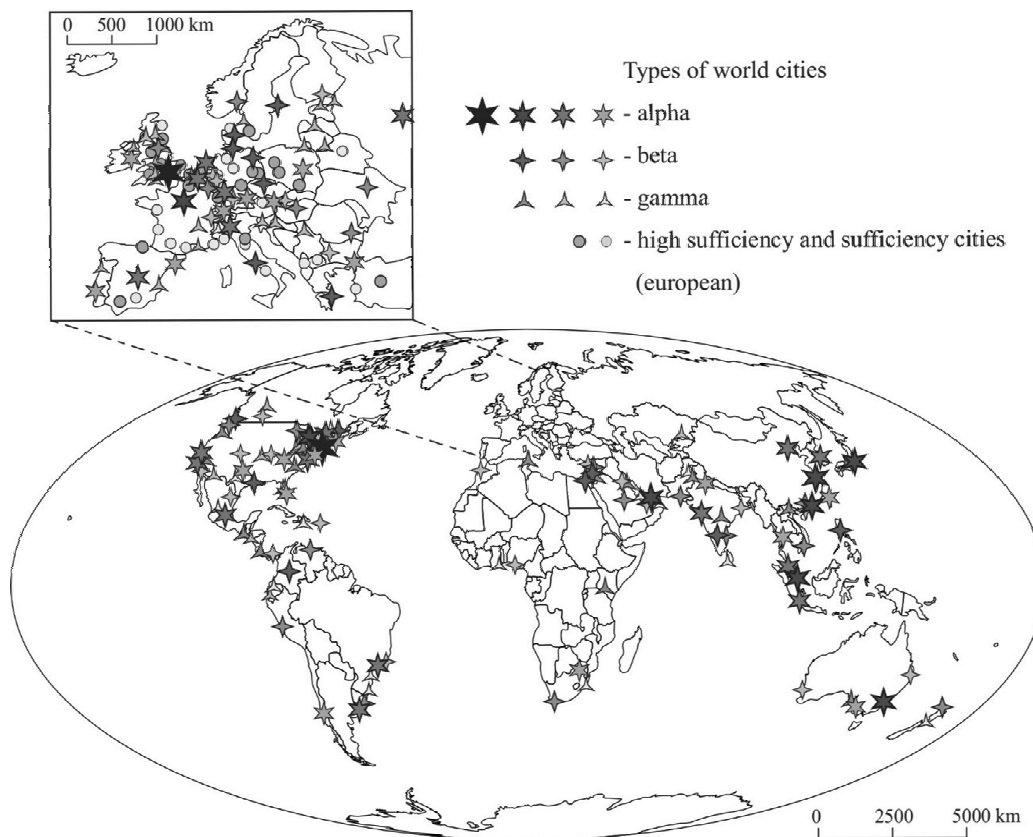 0 500 1000 km
Types of world cities
- alpha
- beta
- gamma
- high sufficiency and sufficiency cities
(european)
0 2500 5000 km